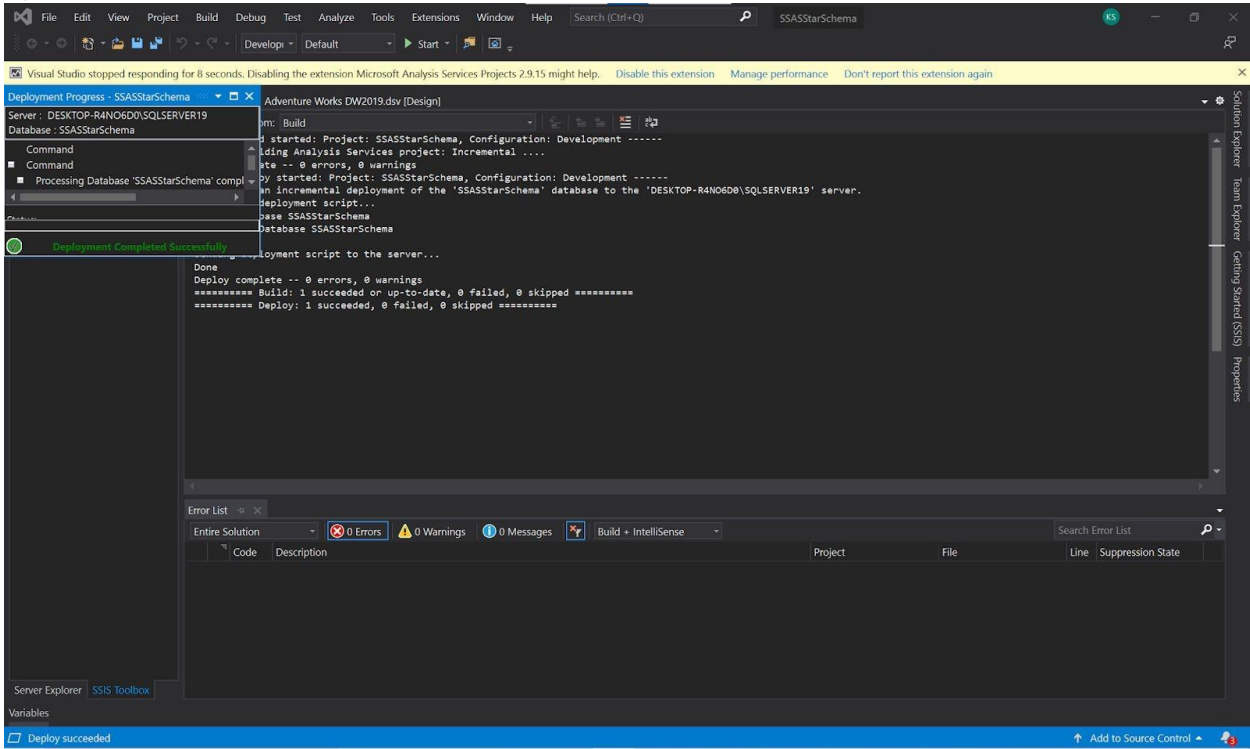 File Edit View Project Build Debug Test Analyze Tools Extensions Window Help Search (Ctrl+Q) SSASStarSchema KS
Develop Default Start
Visual Studio stopped responding for 8 seconds. Disabling the extension Microsoft Analysis Services Projects 2.9.15 might help. Disable this extension Manage performance Don't report this extension again
Deployment Progress - SSASStarSchema
Adventure Works DW2019.dsv [Design]
Server : DESKTOP-R4NO6D0\SQLSERVER19
Database : SSASStarSchema
Command
Command
Processing Database 'SSASStarSchema' compl
Deployment Completed Successfully
om: Build
d started: Project: SSASStarSchema, Configuration: Development ------
lding Analysis Services project: Incremental ....
ete -- 0 errors, 0 warnings
oy started: Project: SSASStarSchema, Configuration: Development ------
an incremental deployment of the 'SSASStarSchema' database to the 'DESKTOP-R4NO6D0\SQLSERVER19' server.
deployment script...
base SSASStarSchema
Database SSASStarSchema
loyment script to the server...
Done
Deploy complete -- 0 errors, 0 warnings
========== Build: 1 succeeded or up-to-date, 0 failed, 0 skipped ==========
========== Deploy: 1 succeeded, 0 failed, 0 skipped ==========
Solution Explorer
Team Explorer
Getting Started (SSIS)
Properties
Error List
Entire Solution 0 Errors 0 Warnings 0 Messages Build + IntelliSense Search Error List
Code Description Project File Line Suppression State
Server Explorer SSIS Toolbox
Variables
Deploy succeeded Add to Source Control 3